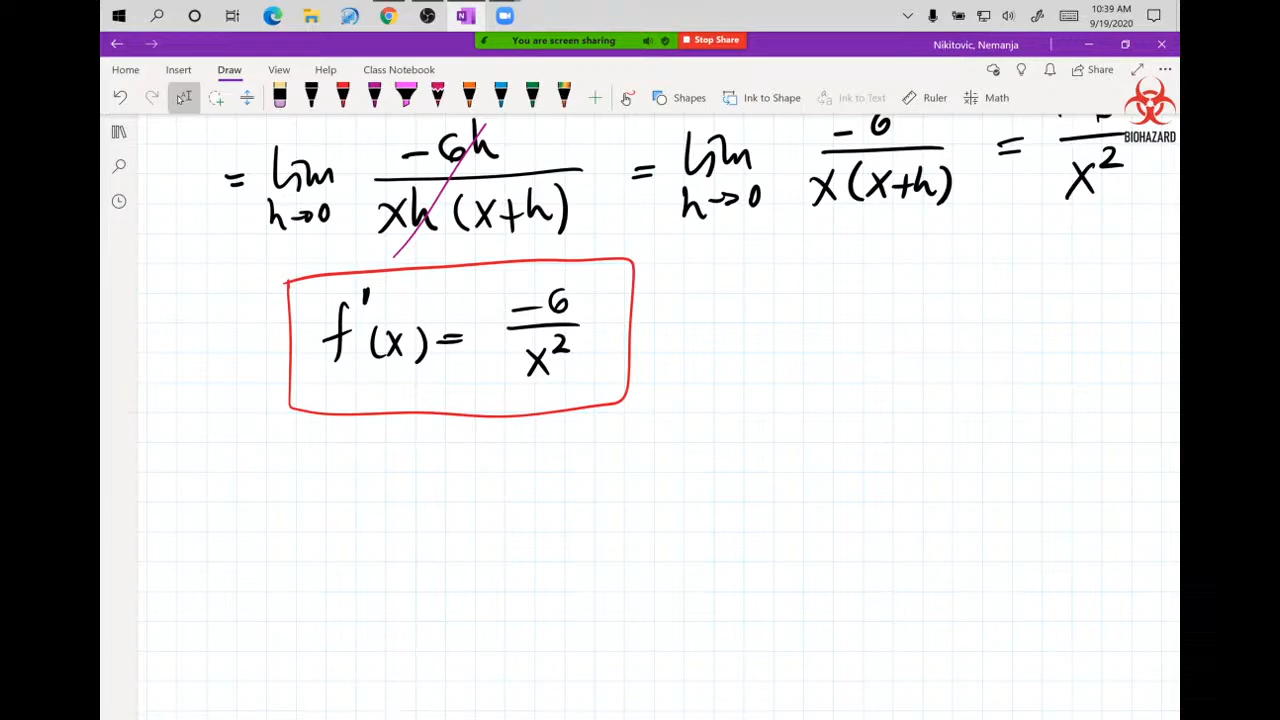 10:39 AM
9/19/2020
You are screen sharing Stop Share
Nikitovic, Nemanja
Home Insert Draw View Help Class Notebook Share
Shapes Ink to Shape Ink to Text Ruler Math
BIOHAZARD
= lim h→0 -6h / xh(x+h) = lim h→0 -6 / x(x+h) = / x²
f'(x) = -6 / x²